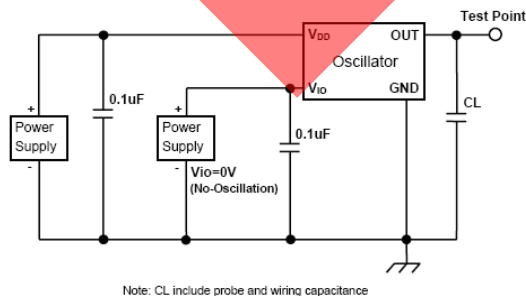 Test Point
VDD
OUT
Oscillator
VIO
GND
0.1uF
CL
+
Power
Supply
-
+
Power
Supply
-
0.1uF
Vio=0V
(No-Oscillation)
Note: CL include probe and wiring capacitance